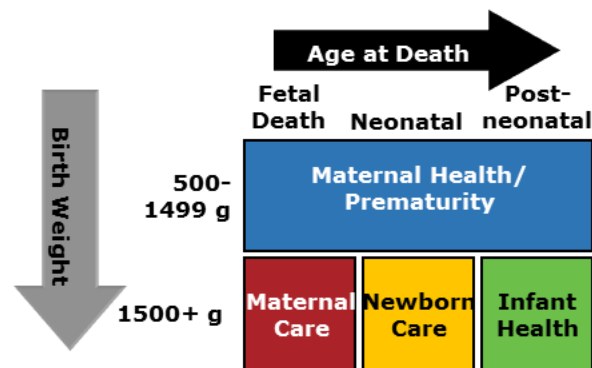 Age at Death
Fetal
Death
Neonatal
Post-
neonatal
Birth Weight
500-
1499 g
Maternal Health/
Prematurity
1500+ g
Maternal
Care
Newborn
Care
Infant
Health